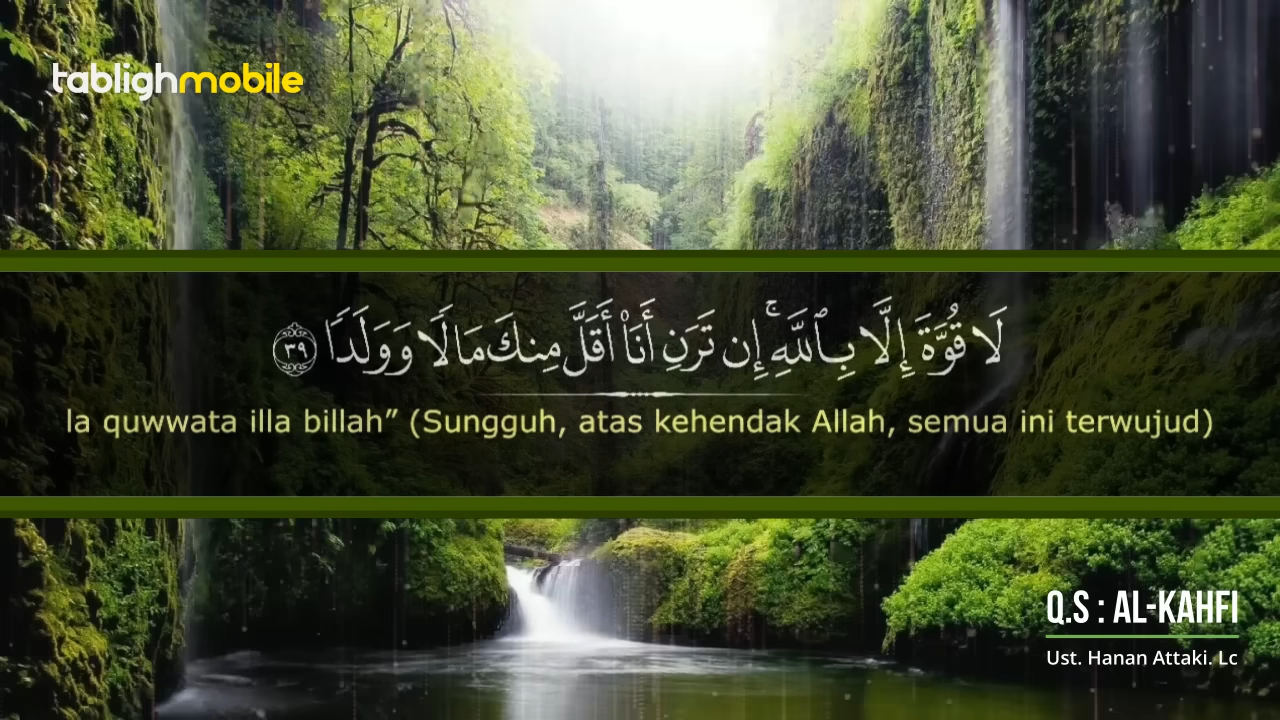 tablighmobile
لَا قُوَّةَ إِلَّا بِٱللَّهِ ۚ إِن تَرَنِ أَنَا۠ أَقَلَّ مِنكَ مَالًا وَوَلَدًا ٣٩
la quwwata illa billah” (Sungguh, atas kehendak Allah, semua ini terwujud)
Q.S : AL-KAHFI
Ust. Hanan Attaki. Lc